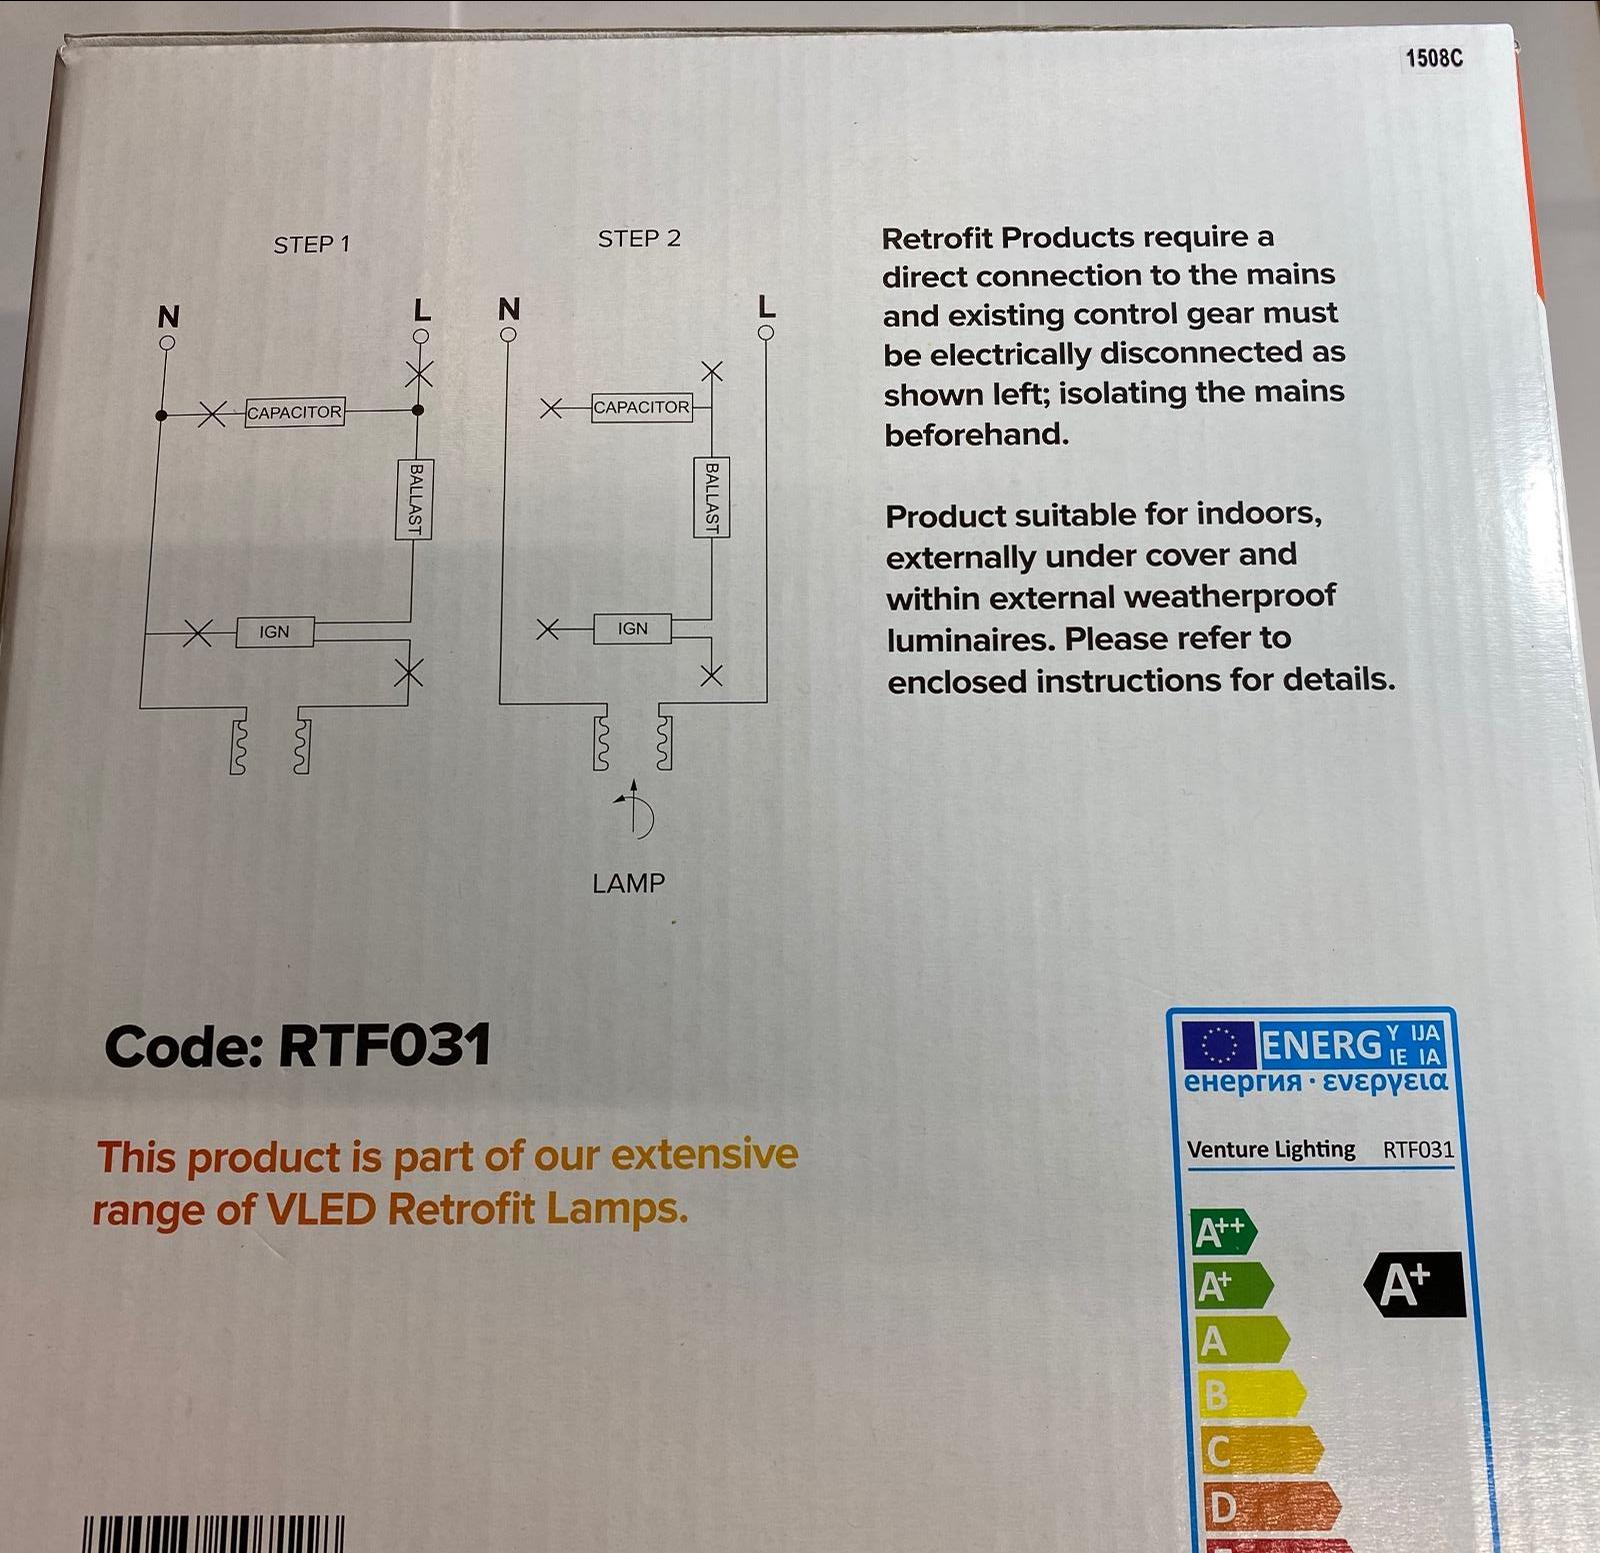 1508C
STEP 1
N
L
CAPACITOR
BALLAST
IGN
STEP 2
N
L
CAPACITOR
BALLAST
IGN
LAMP
Retrofit Products require a
direct connection to the mains
and existing control gear must
be electrically disconnected as
shown left; isolating the mains
beforehand.
Product suitable for indoors,
externally under cover and
within external weatherproof
luminaires. Please refer to
enclosed instructions for details.
Code: RTF031
This product is part of our extensive
range of VLED Retrofit Lamps.
ENERG Y IJA
IE IA
енергия · ενεργεια
Venture Lighting RTF031
A++
A+
A+
A
B
C
D